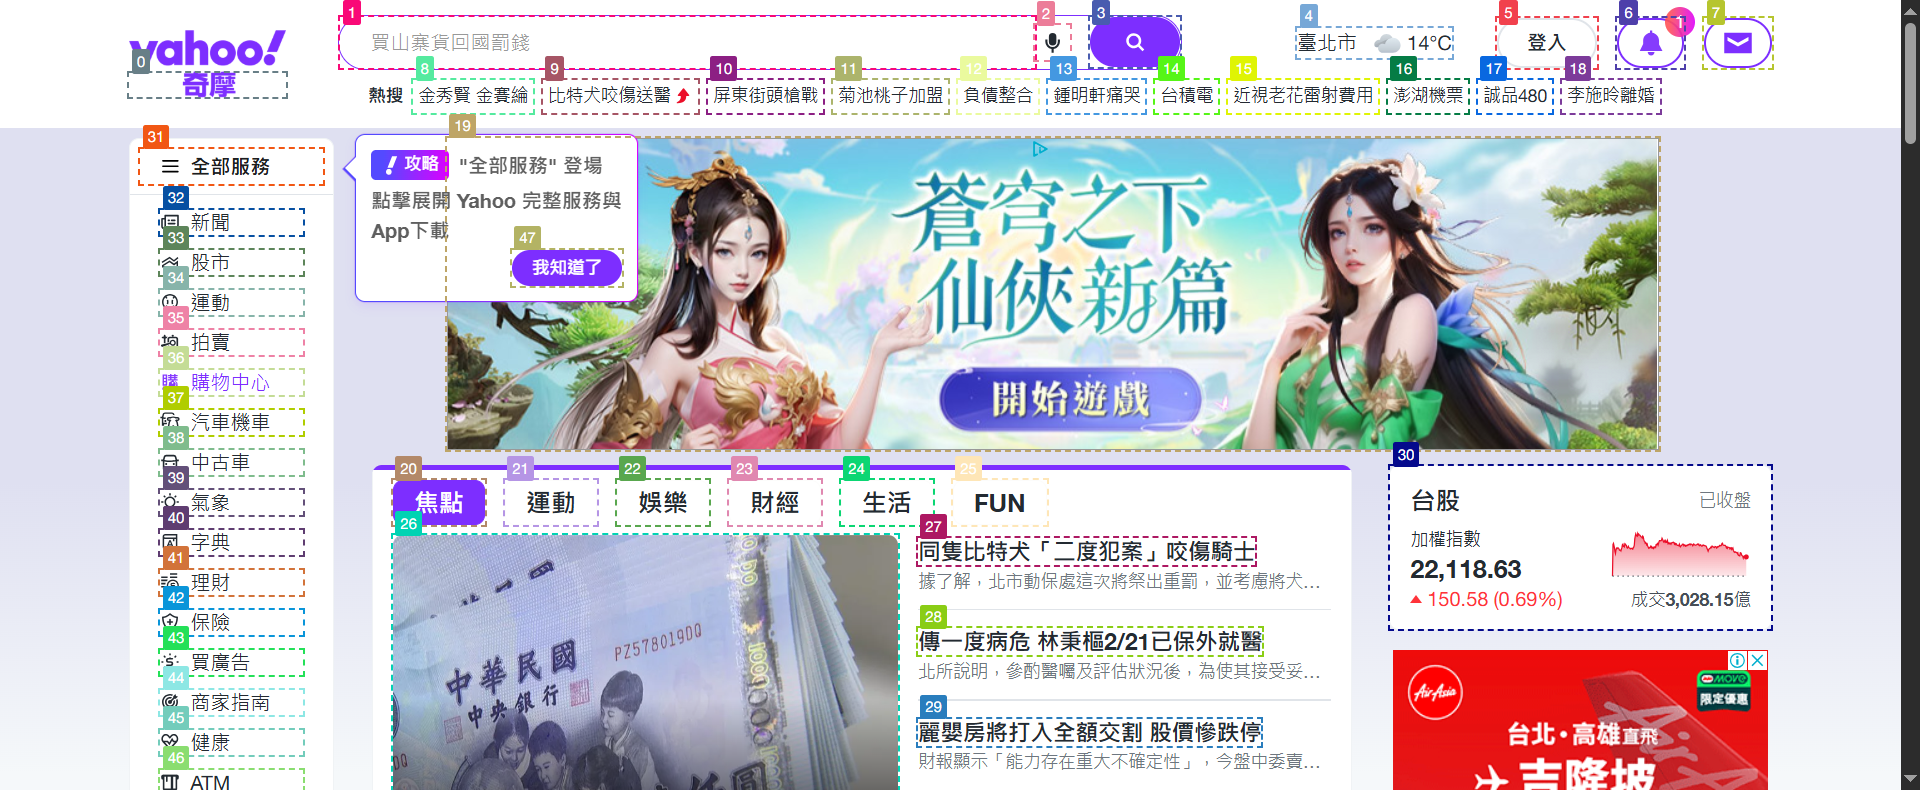 yahoo!
奇摩
買山寨貨回國罰錢
臺北市
14°C
登入
1
熱搜
金秀賢 金賽綸
比特犬咬傷送醫
屏東街頭槍戰
菊池桃子加盟
負債整合
鍾明軒痛哭
台積電
近視老花雷射費用
澎湖機票
誠品480
李施昤離婚
全部服務
新聞
股市
運動
拍賣
購物中心
汽車機車
中古車
氣象
字典
理財
保險
買廣告
商家指南
健康
ATM
攻略 "全部服務" 登場
點擊展開 Yahoo 完整服務與
App下載
我知道了
蒼穹之下
仙俠新篇
開始遊戲
焦點
運動
娛樂
財經
生活
FUN
中華民國
中央銀行
PZ578019DQ
同隻比特犬「二度犯案」咬傷騎士
據了解，北市動保處這次將祭出重罰，並考慮將犬...
傳一度病危 林秉樞2/21已保外就醫
北所說明，參酌醫囑及評估狀況後，為使其接受妥...
麗嬰房將打入全額交割 股價慘跌停
財報顯示「能力存在重大不確定性」，今盤中委賣...
台股
已收盤
加權指數
22,118.63
150.58 (0.69%)
成交3,028.15億
AirAsia
MOVE
限定優惠
台北•高雄直飛
吉隆坡
0
1
2
3
4
5
6
7
8
9
10
11
12
13
14
15
16
17
18
19
20
21
22
23
24
25
26
27
28
29
30
31
32
33
34
35
36
37
38
39
40
41
42
43
44
45
46
47